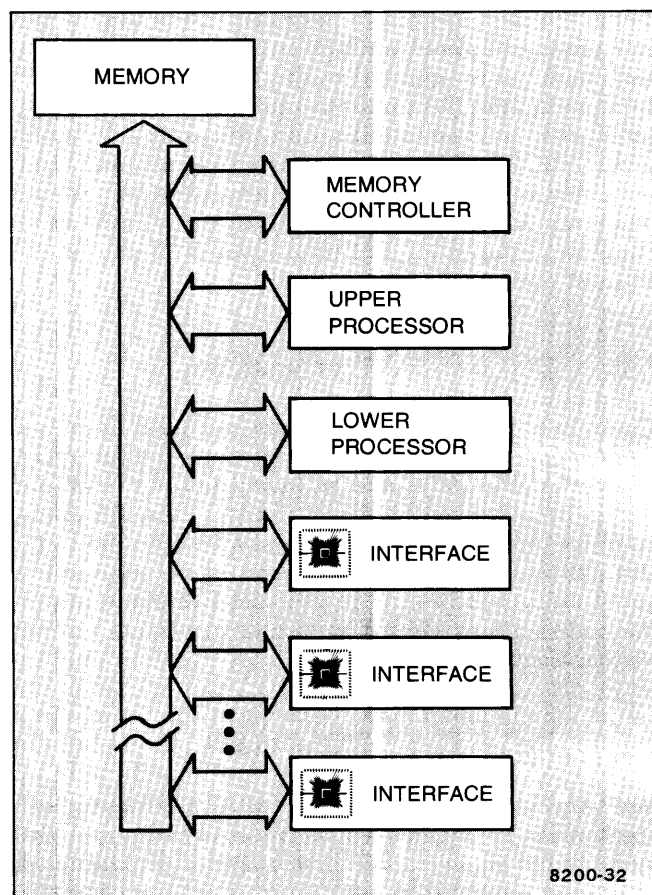 MEMORY
MEMORY
CONTROLLER
UPPER
PROCESSOR
LOWER
PROCESSOR
INTERFACE
INTERFACE
INTERFACE
8200-32